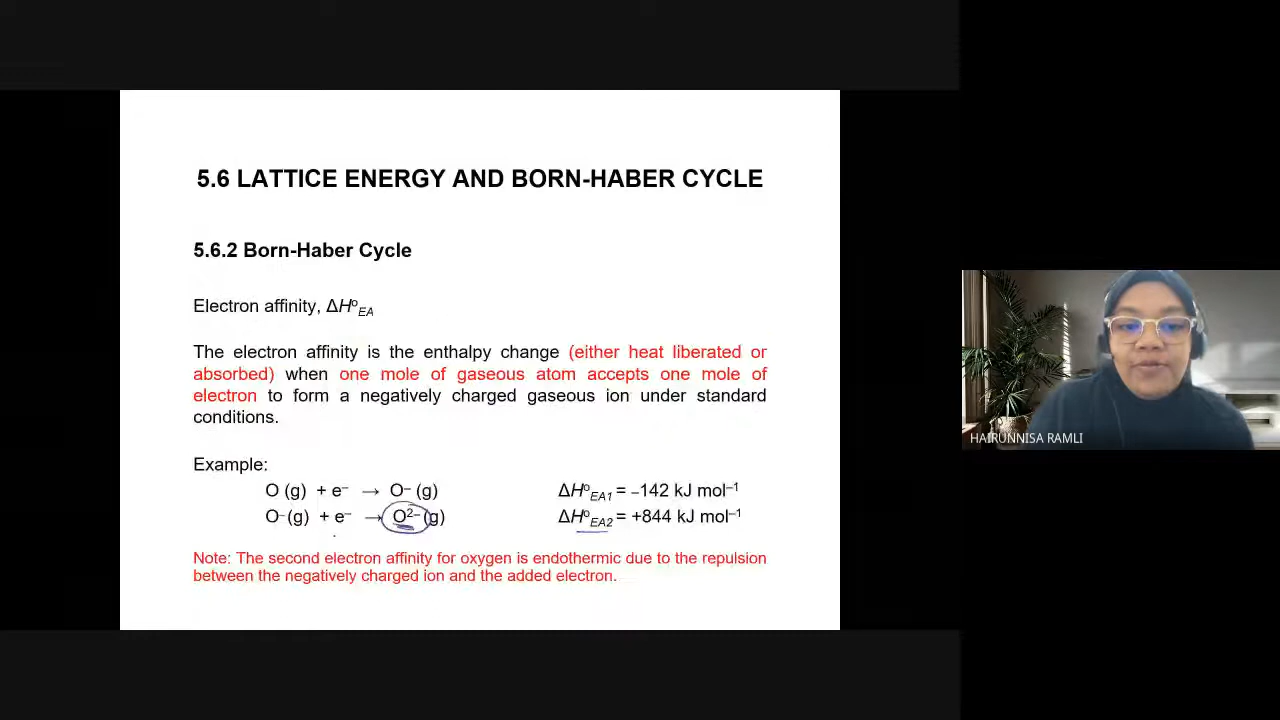 5.6 LATTICE ENERGY AND BORN-HABER CYCLE
5.6.2 Born-Haber Cycle
Electron affinity, ΔH°EA
The electron affinity is the enthalpy change (either heat liberated or
absorbed) when one mole of gaseous atom accepts one mole of
electron to form a negatively charged gaseous ion under standard
conditions.
Example:
O (g) + e⁻ → O⁻ (g) ΔH°EA1 = –142 kJ mol⁻¹
O⁻ (g) + e⁻ → O²⁻ (g) ΔH°EA2 = +844 kJ mol⁻¹
Note: The second electron affinity for oxygen is endothermic due to the repulsion
between the negatively charged ion and the added electron.
HAIRUNNISA RAMLI